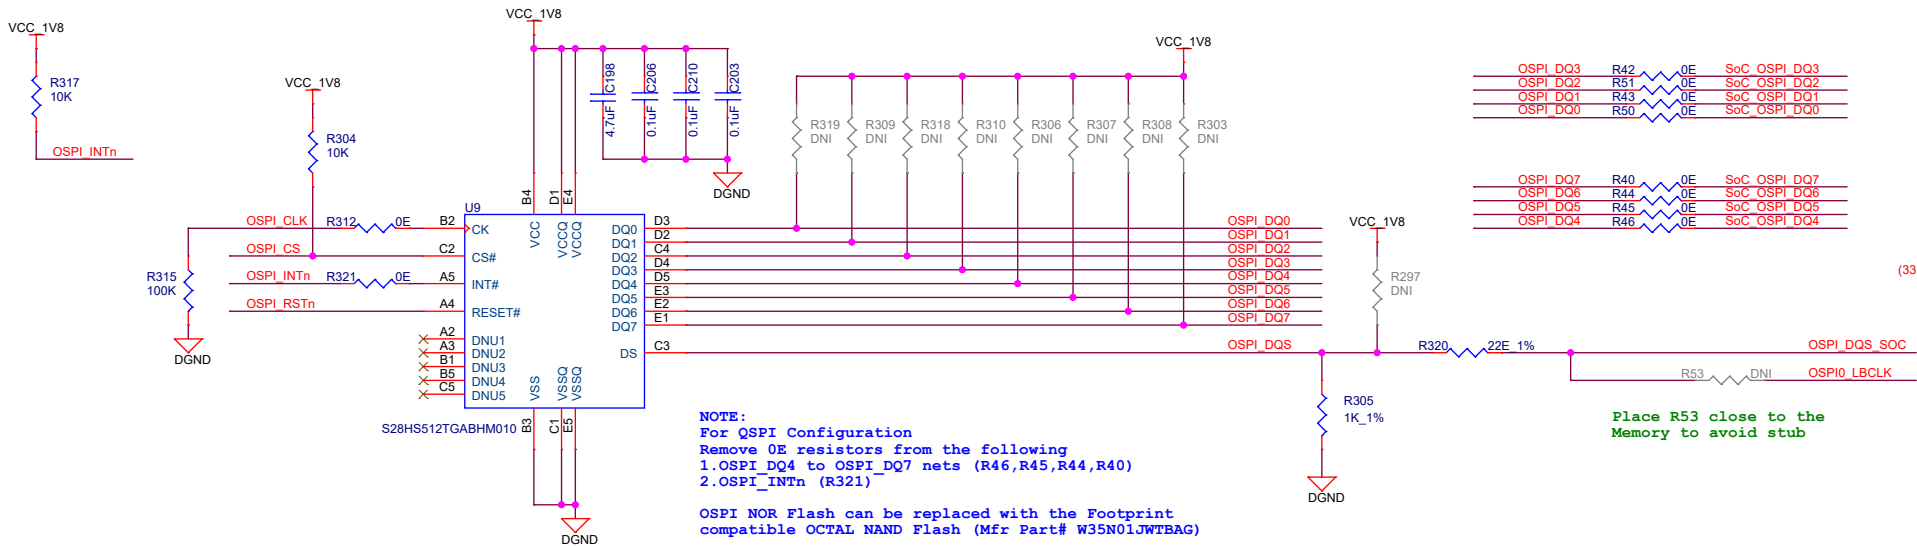 VCC_1V8
R317
10K
OSPI_INTn
VCC_1V8
R304
10K
VCC_1V8
C198
4.7uF
C206
0.1uF
C210
0.1uF
C203
0.1uF
DGND
VCC_1V8
R319
DNI
R309
DNI
R318
DNI
R310
DNI
R306
DNI
R307
DNI
R308
DNI
R303
DNI
OSPI_DQ3 R42 0E SoC_OSPI_DQ3
OSPI_DQ2 R51 0E SoC_OSPI_DQ2
OSPI_DQ1 R43 0E SoC_OSPI_DQ1
OSPI_DQ0 R50 0E SoC_OSPI_DQ0
OSPI_DQ7 R40 0E SoC_OSPI_DQ7
OSPI_DQ6 R44 0E SoC_OSPI_DQ6
OSPI_DQ5 R45 0E SoC_OSPI_DQ5
OSPI_DQ4 R46 0E SoC_OSPI_DQ4
(33
U9
B4
D1
E4
VCC
VCCQ
VCCQ
OSPI_CLK R312 0E B2 CK
OSPI_CS C2 CS#
OSPI_INTn R321 0E A5 INT#
OSPI_RSTn A4 RESET#
R315
100K
DGND
A2 DNU1
A3 DNU2
B1 DNU3
B5 DNU4
C5 DNU5
DQ0 D3 OSPI_DQ0
DQ1 D2 OSPI_DQ1
DQ2 C4 OSPI_DQ2
DQ3 D4 OSPI_DQ3
DQ4 D5 OSPI_DQ4
DQ5 E3 OSPI_DQ5
DQ6 E2 OSPI_DQ6
DQ7 E1 OSPI_DQ7
DS C3 OSPI_DQS
VSS
VSSQ
VSSQ
B3
C1
E5
S28HS512TGABHM010
DGND
VCC_1V8
R297
DNI
R320 22E_1% OSPI_DQS_SOC
R53 DNI OSPI0_LBCLK
R305
1K_1%
DGND
Place R53 close to the
Memory to avoid stub
NOTE:
For QSPI Configuration
Remove 0E resistors from the following
1.OSPI_DQ4 to OSPI_DQ7 nets (R46,R45,R44,R40)
2.OSPI_INTn (R321)
OSPI NOR Flash can be replaced with the Footprint
compatible OCTAL NAND Flash (Mfr Part# W35N01JWTBAG)